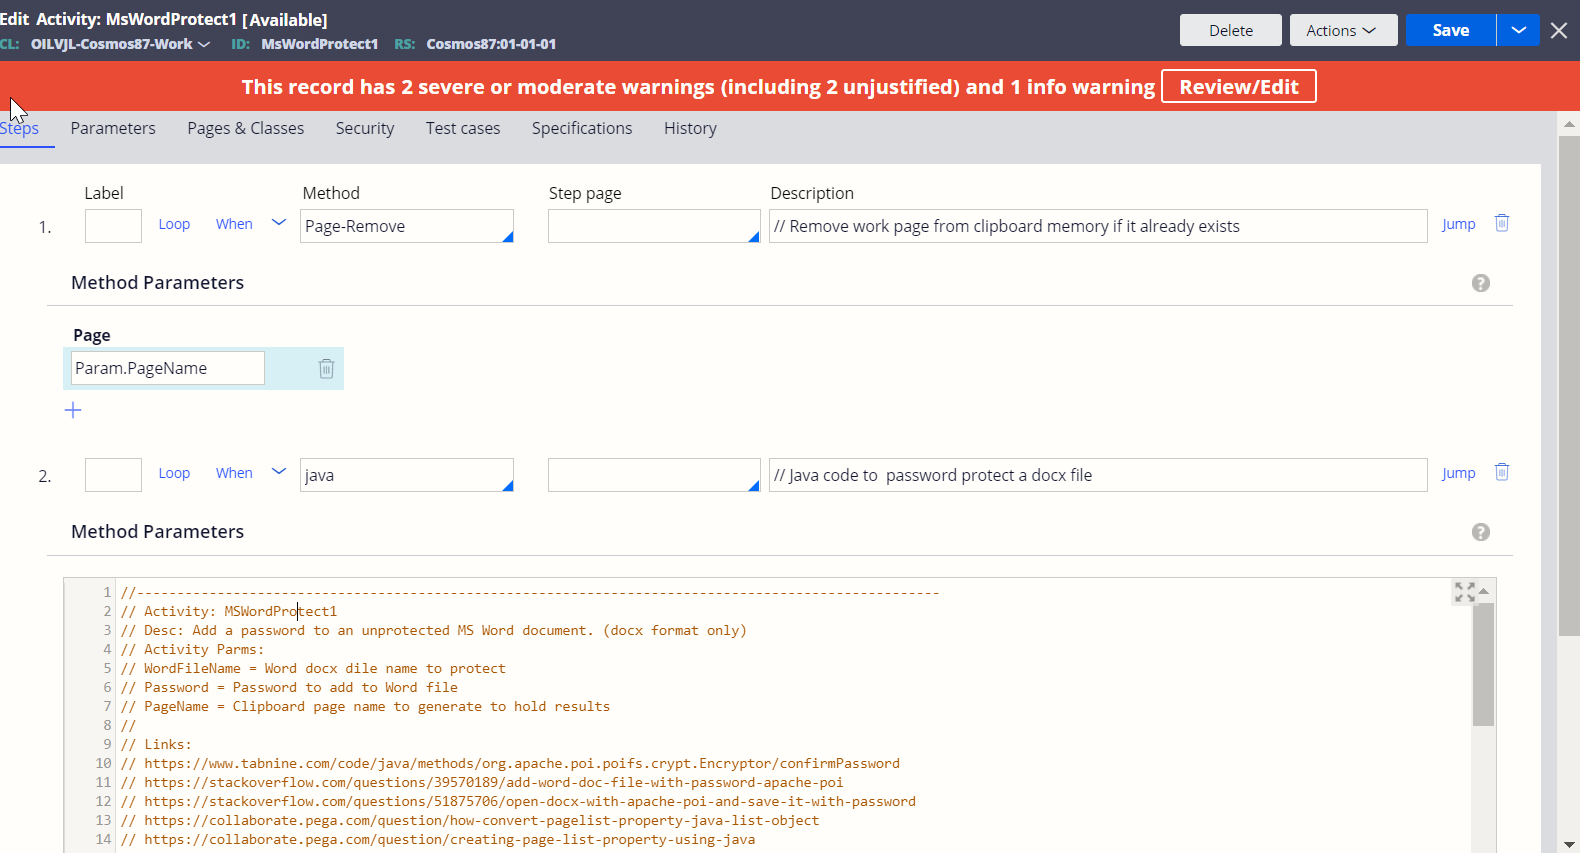 Edit Activity: MsWordProtect1 [Available]
CL: OILVJL-Cosmos87-Work ID: MsWordProtect1 RS: Cosmos87:01-01-01
Delete Actions Save
This record has 2 severe or moderate warnings (including 2 unjustified) and 1 info warning Review/Edit
Steps Parameters Pages & Classes Security Test cases Specifications History
Label Method Step page Description
1. Loop When Page-Remove // Remove work page from clipboard memory if it already exists Jump
Method Parameters ?
Page
Param.PageName
2. Loop When java // Java code to  password protect a docx file Jump
Method Parameters ?
1 //----------------------------------------------------------------------------------------------------
2 // Activity: MSWordProtect1
3 // Desc: Add a password to an unprotected MS Word document. (docx format only)
4 // Activity Parms:
5 // WordFileName = Word docx dile name to protect
6 // Password = Password to add to Word file
7 // PageName = Clipboard page name to generate to hold results
8 //
9 // Links:
10 // https://www.tabnine.com/code/java/methods/org.apache.poi.poifs.crypt.Encryptor/confirmPassword
11 // https://stackoverflow.com/questions/39570189/add-word-doc-file-with-password-apache-poi
12 // https://stackoverflow.com/questions/51875706/open-docx-with-apache-poi-and-save-it-with-password
13 // https://collaborate.pega.com/question/how-convert-pagelist-property-java-list-object
14 // https://collaborate.pega.com/question/creating-page-list-property-using-java